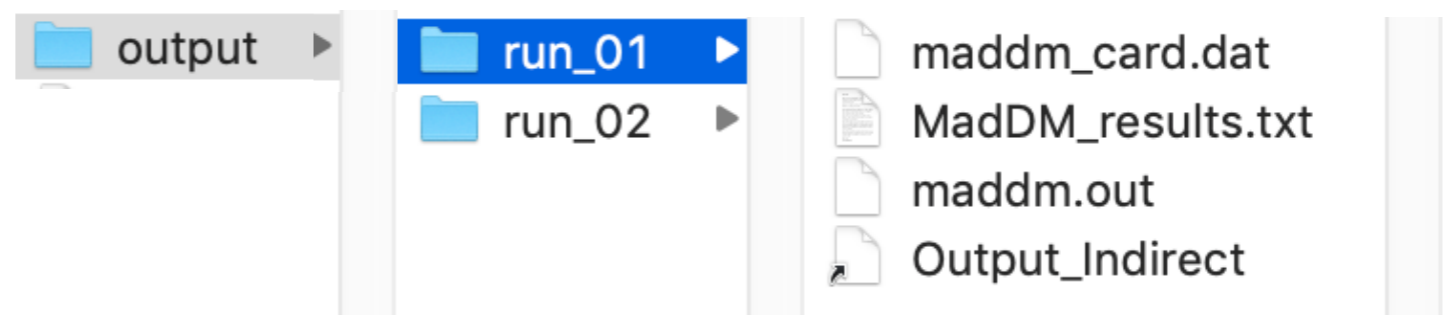 output
run_01
run_02
maddm_card.dat
MadDM_results.txt
maddm.out
Output_Indirect